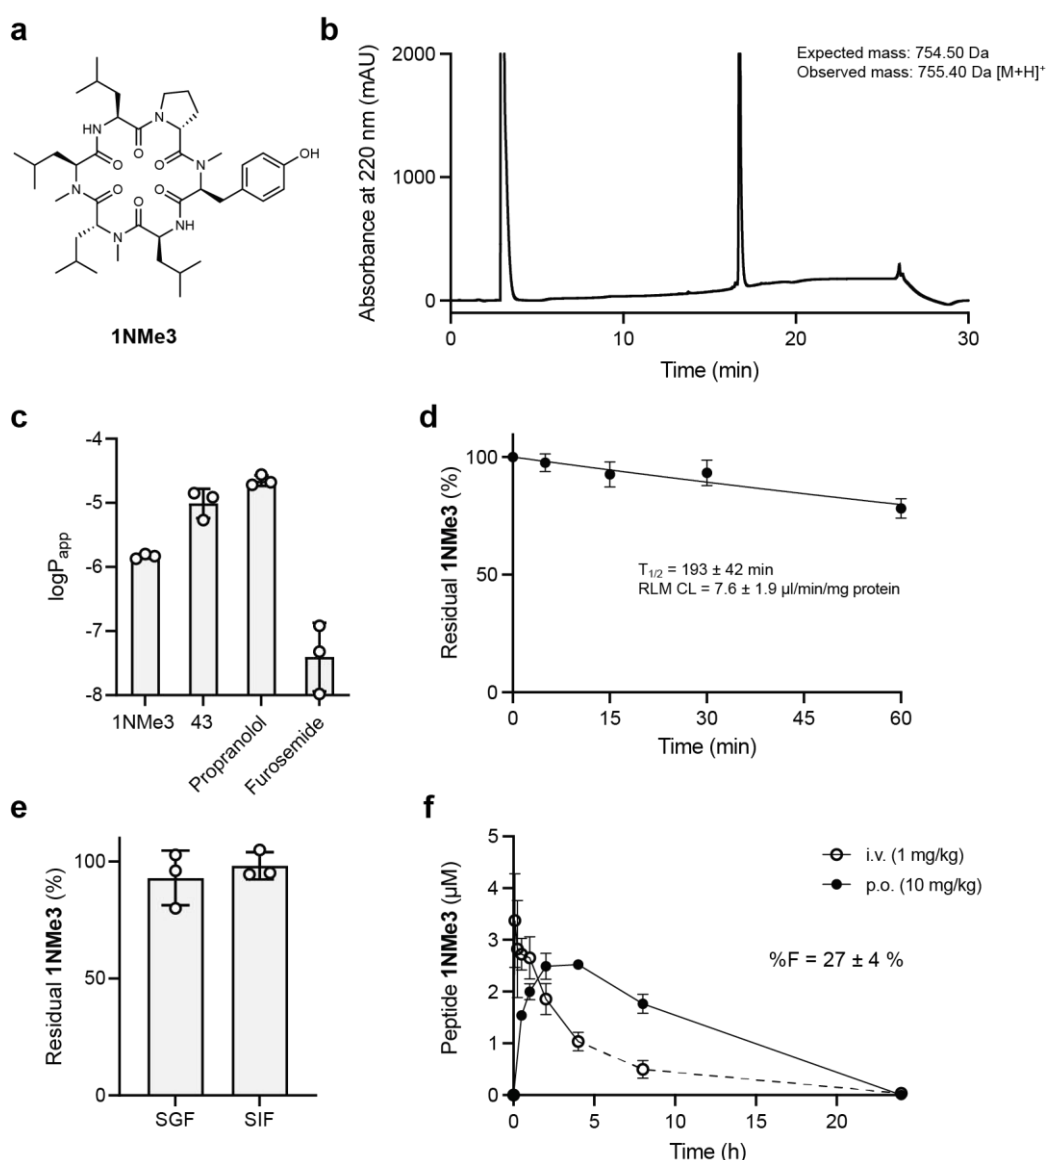 a
HN
N
O
O
O
O
O
O
N
N
N
NH
OH
1NMe3
b
Absorbance at 220 nm (mAU)
2000
1000
0
0 10 20 30
Time (min)
Expected mass: 754.50 Da
Observed mass: 755.40 Da [M+H]⁺
c
logPapp
-4
-5
-6
-7
-8
1NMe3 43 Propranolol Furosemide
d
Residual 1NMe3 (%)
100
50
0
T1/2 = 193 ± 42 min
RLM CL = 7.6 ± 1.9 µl/min/mg protein
0 15 30 45 60
Time (min)
e
Residual 1NMe3 (%)
100
50
0
SGF SIF
f
Peptide 1NMe3 (µM)
5
4
3
2
1
0
i.v. (1 mg/kg)
p.o. (10 mg/kg)
%F = 27 ± 4 %
0 5 10 15 20
Time (h)